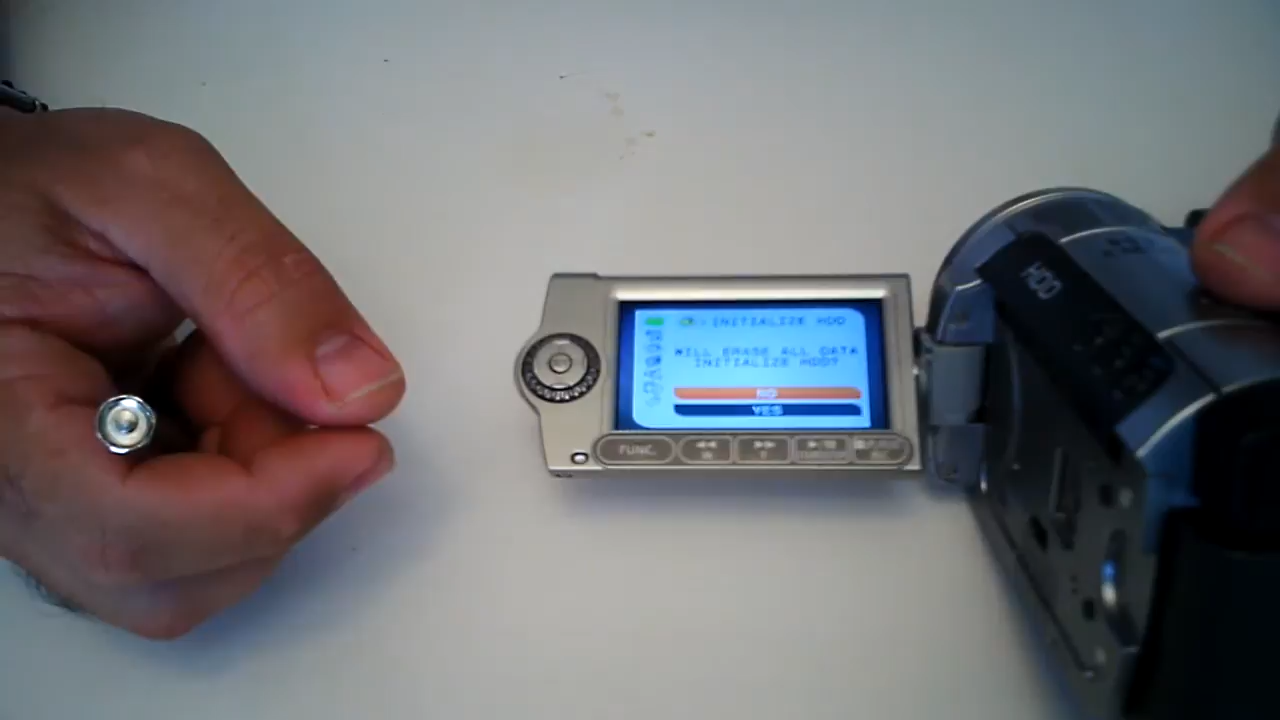 INITIALIZE HDD
WILL ERASE ALL DATA
INITIALIZE HDD?
NO
YES
FUNC.
W
T
HDD